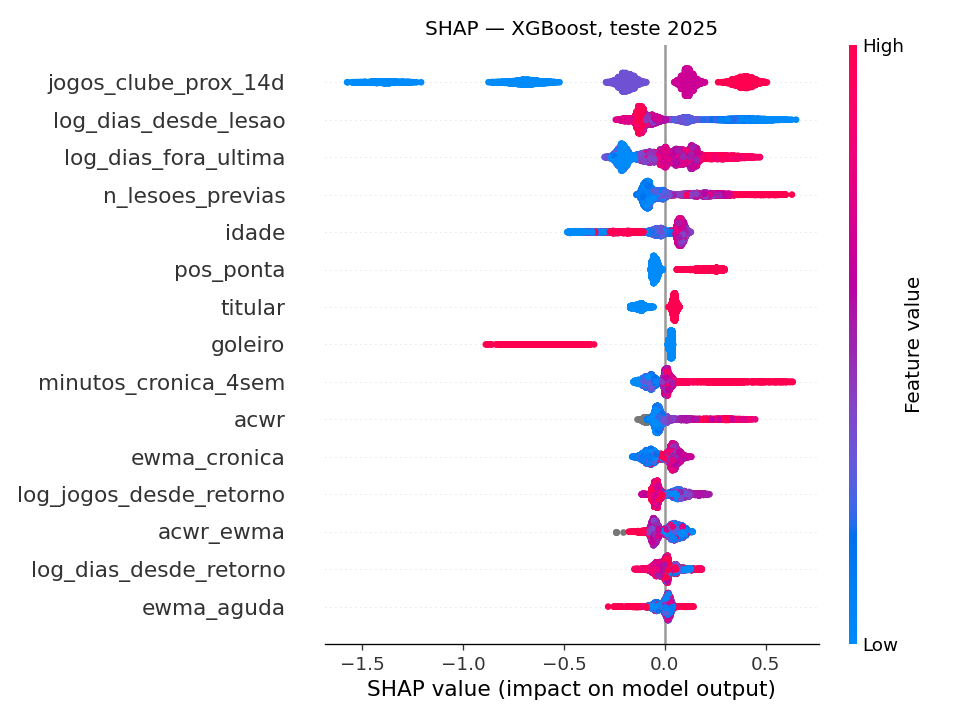 SHAP — XGBoost, teste 2025
High
jogos_clube_prox_14d
log_dias_desde_lesao
log_dias_fora_ultima
n_lesoes_previas
idade
pos_ponta
titular
goleiro
minutos_cronica_4sem
acwr
ewma_cronica
log_jogos_desde_retorno
acwr_ewma
log_dias_desde_retorno
ewma_aguda
Feature value
Low
−1.5 −1.0 −0.5 0.0 0.5
SHAP value (impact on model output)